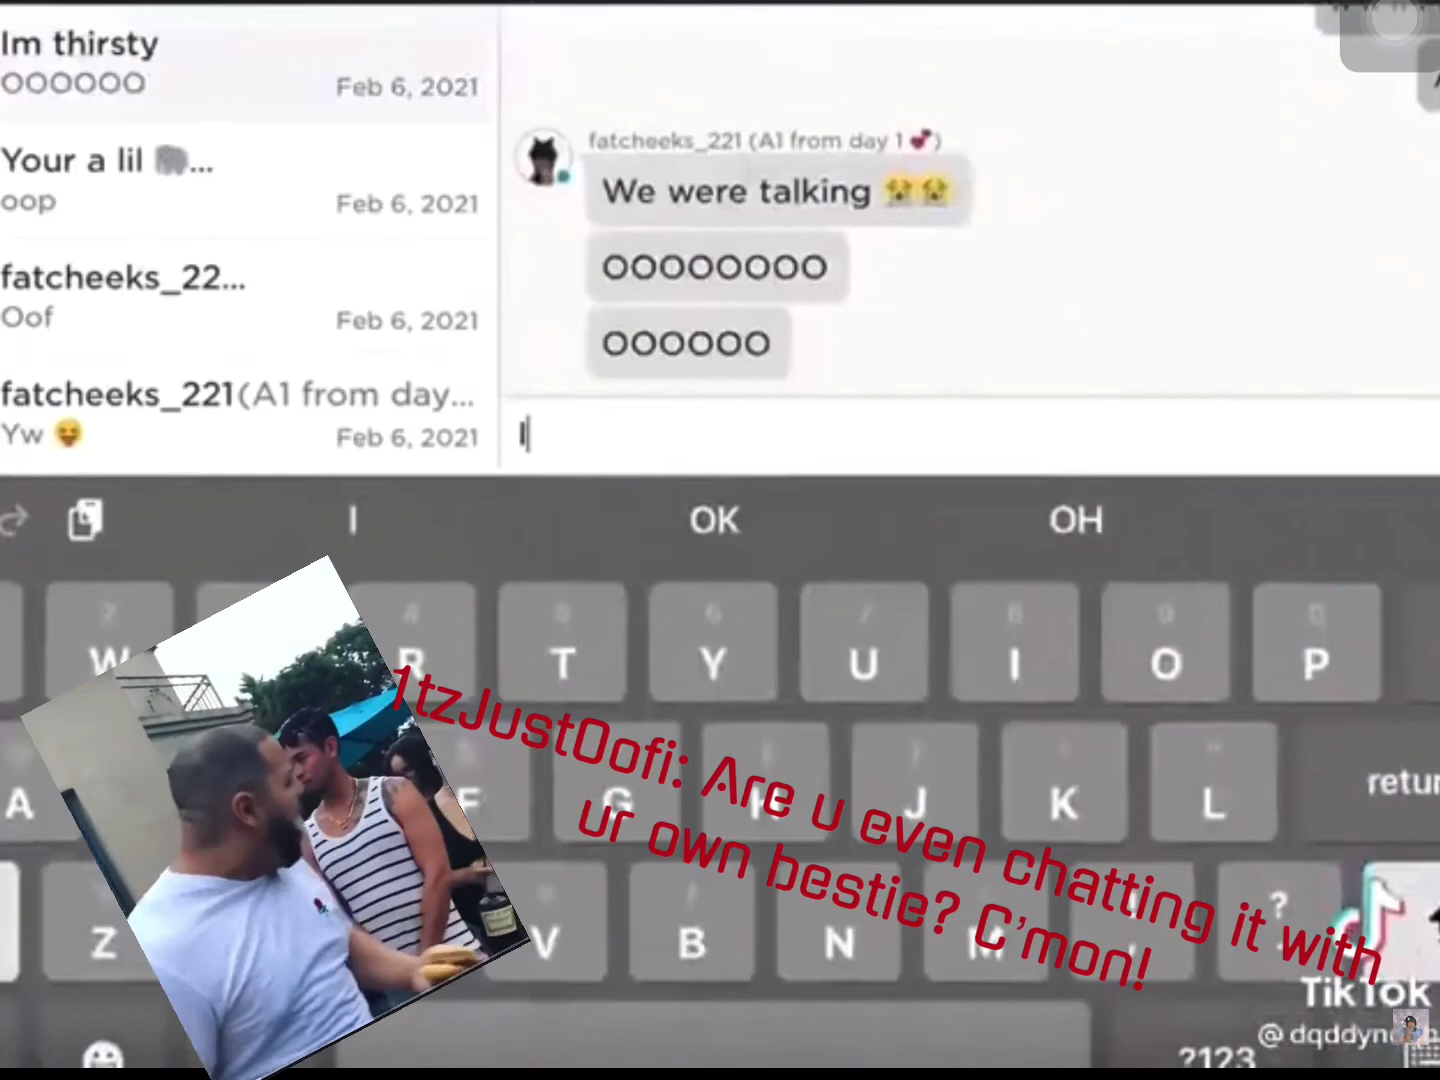 Im thirsty
OOOOOO
Feb 6, 2021
Your a lil 🐘...
oop
Feb 6, 2021
fatcheeks_22...
Oof
Feb 6, 2021
fatcheeks_221(A1 from day...
Yw 😝
Feb 6, 2021
fatcheeks_221 (A1 from day 1 💕)
We were talking 😭😭
OOOOOOOO
OOOOOO
I
I OK OH
W R T Y U I O P
A F G H J K L return
Z V B N M ?
?123
1tzJustOofi: Are u even chatting it with
ur own bestie? C'mon!
TikTok